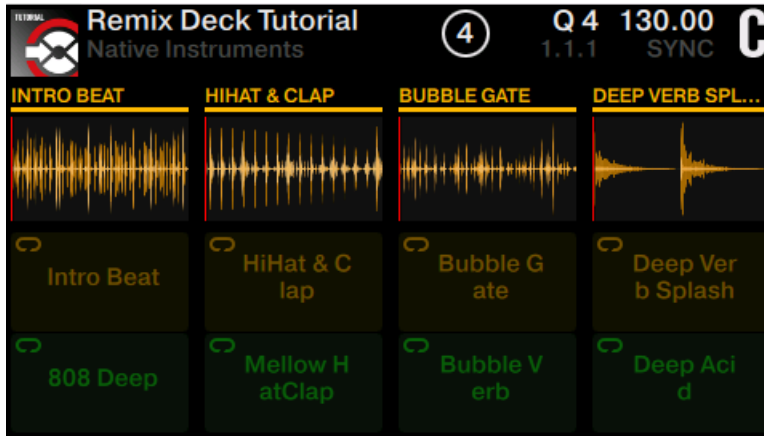 TUTORIAL
Remix Deck Tutorial
Native Instruments
4
Q 4
130.00
C
1.1.1
SYNC
INTRO BEAT
HIHAT & CLAP
BUBBLE GATE
DEEP VERB SPL...
Intro Beat
HiHat & C
lap
Bubble G
ate
Deep Ver
b Splash
808 Deep
Mellow H
atClap
Bubble V
erb
Deep Aci
d